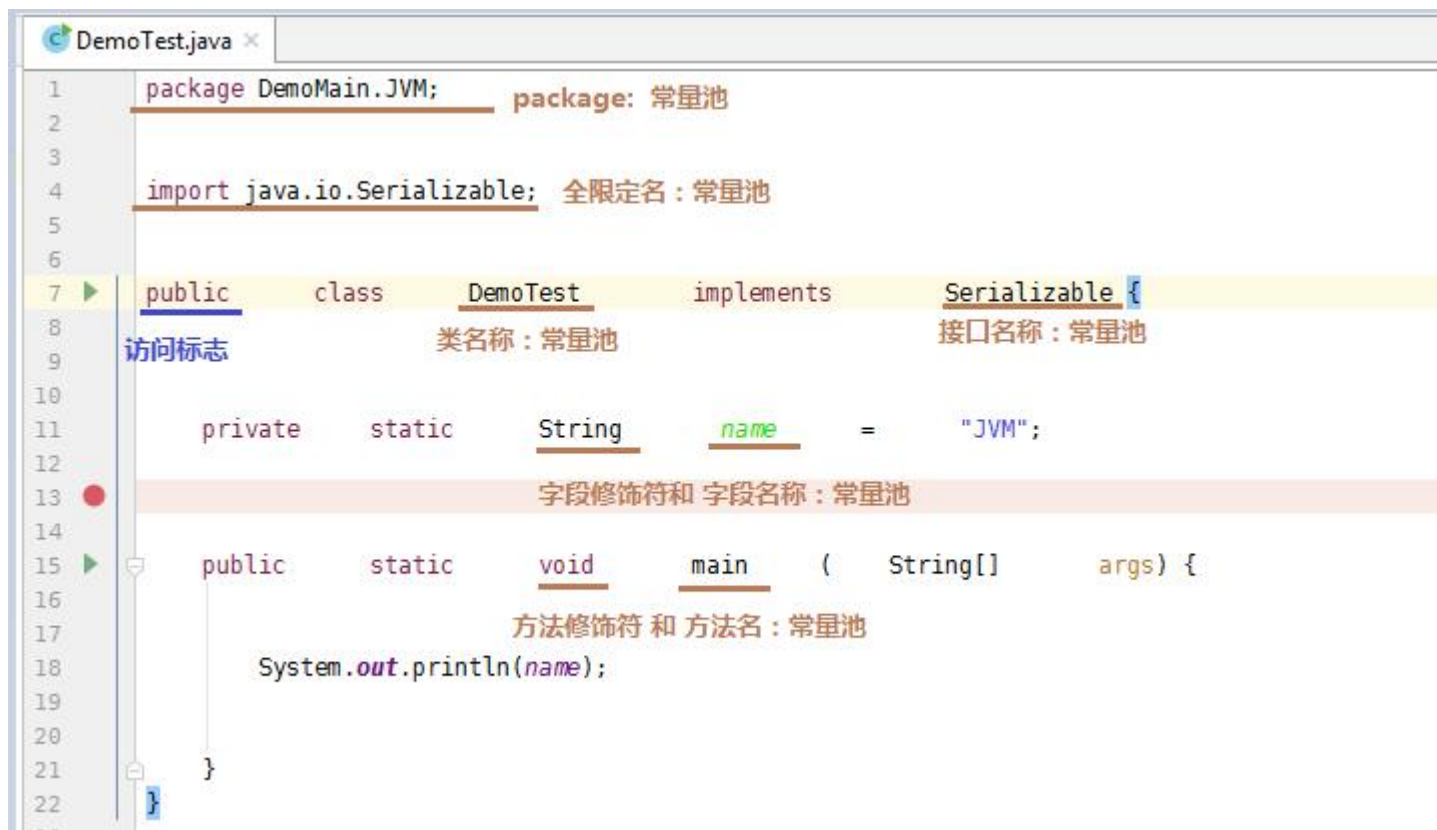 DemoTest.java ×
1 package DemoMain.JVM; package: 常量池
2
3
4 import java.io.Serializable; 全限定名：常量池
5
6
7 public class DemoTest implements Serializable {
8 类名称：常量池 接口名称：常量池
9 访问标志
10
11 private static String name = "JVM";
12
13 字段修饰符和 字段名称：常量池
14
15 public static void main ( String[] args) {
16
17 方法修饰符 和 方法名：常量池
18 System.out.println(name);
19
20
21 }
22 }